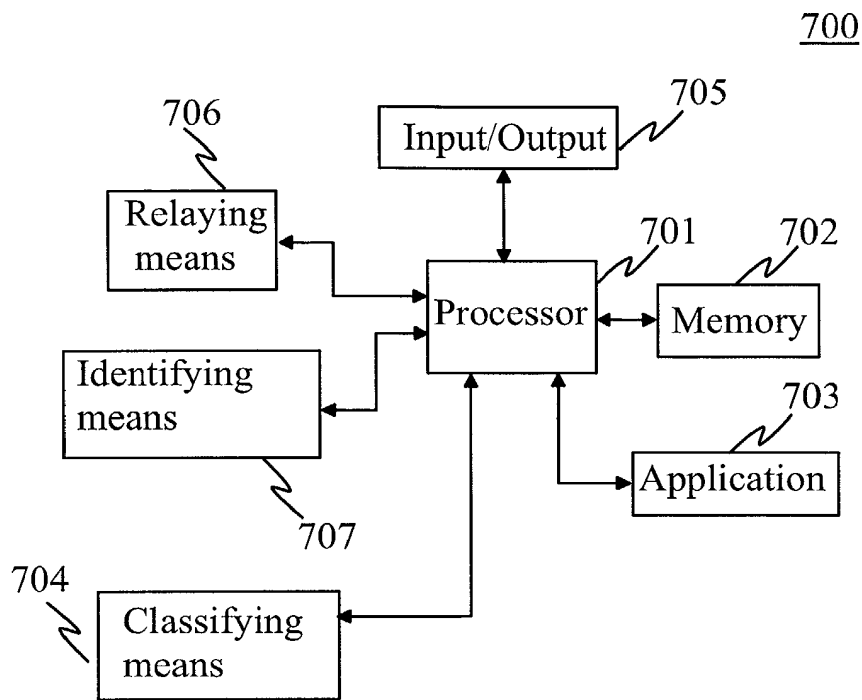 700
705
706
Input/Output
Relaying
means
701
702
Processor
Memory
Identifying
means
703
Application
707
704
Classifying
means